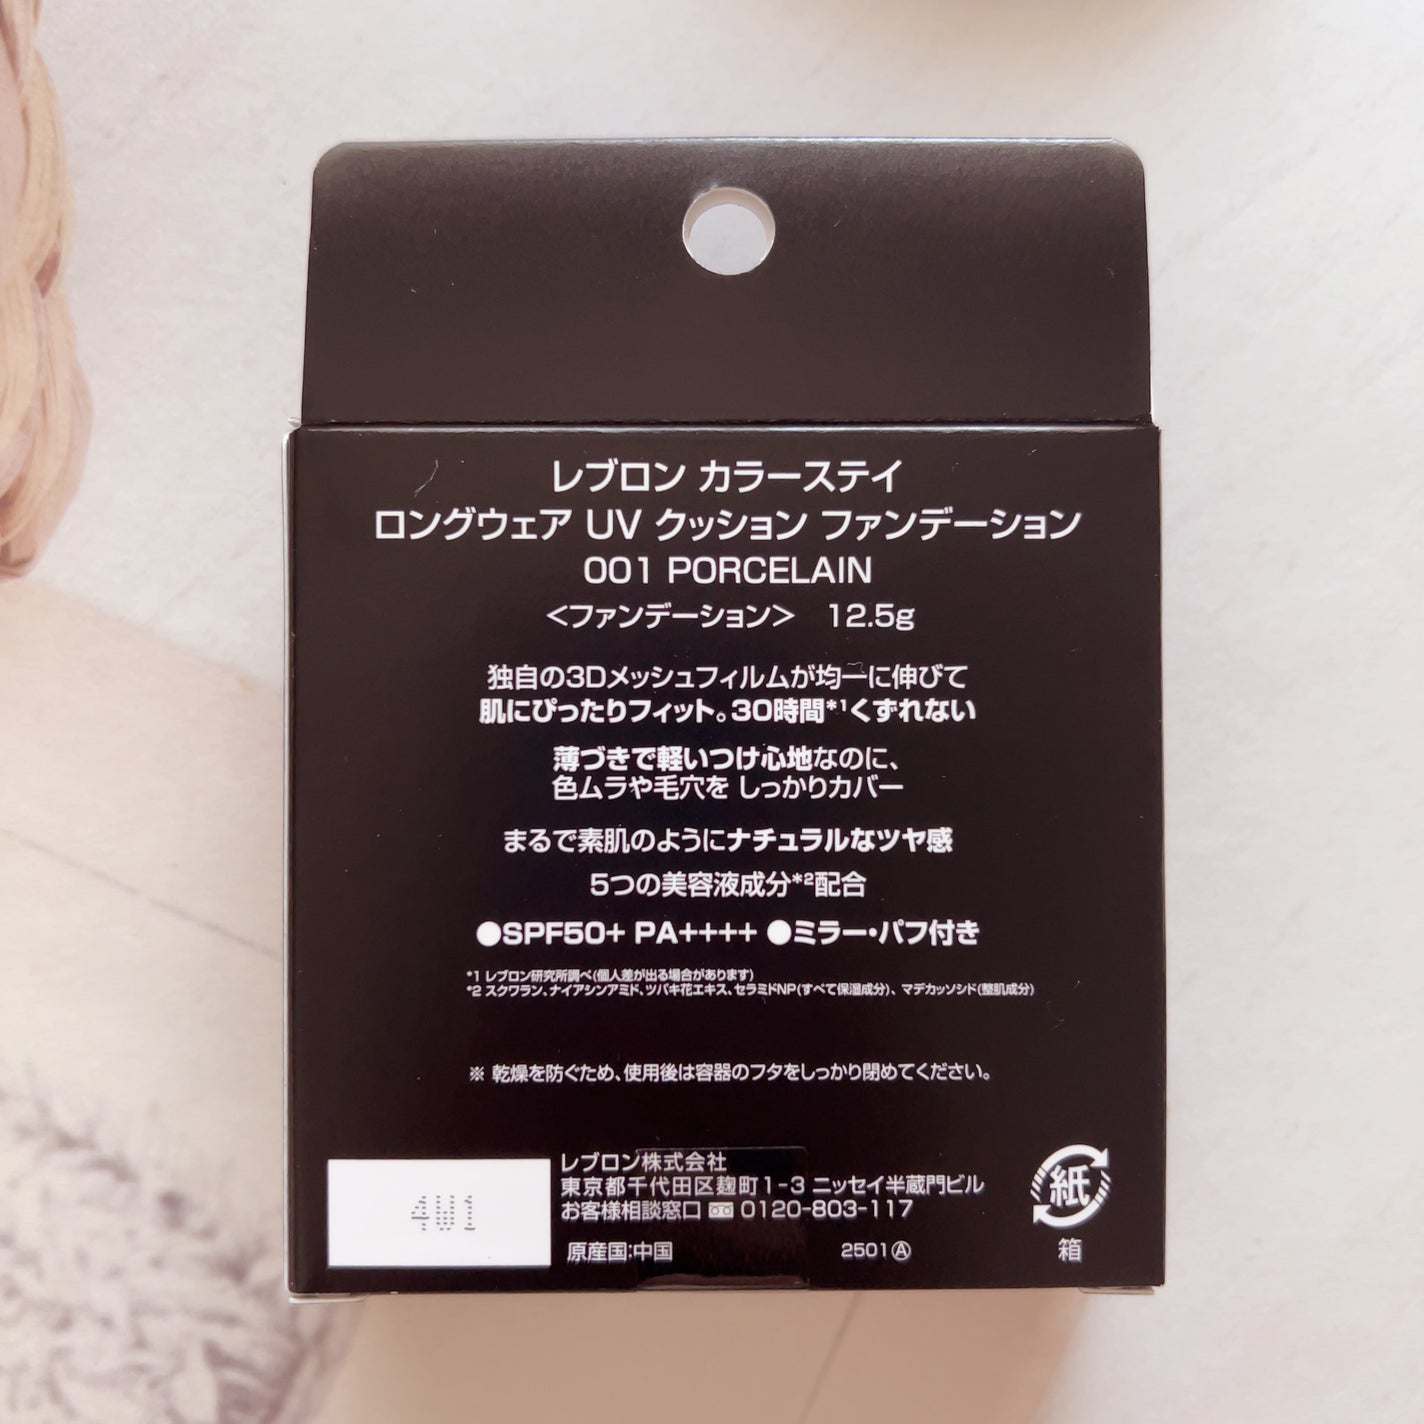 レブロン カラーステイ
ロングウェア UV クッション ファンデーション
001 PORCELAIN
<ファンデーション> 12.5g
独自の3Dメッシュフィルムが均一に伸びて
肌にぴったりフィット。30時間*1くずれない
薄づきで軽いつけ心地なのに、
色ムラや毛穴を しっかりカバー
まるで素肌のようにナチュラルなツヤ感
5つの美容液成分*2配合
●SPF50+ PA++++ ●ミラー・パフ付き
*1 レブロン研究所調べ(個人差が出る場合があります)
*2 スクワラン、ナイアシンアミド、ツバキ花エキス、セラミドNP(すべて保湿成分)、マデカッソシド(整肌成分)
※ 乾燥を防ぐため、使用後は容器のフタをしっかり閉めてください。
レブロン株式会社
東京都千代田区麹町1-3 ニッセイ半蔵門ビル
お客様相談窓口 0120-803-117
原産国:中国 2501Ⓐ
4W1
紙
箱